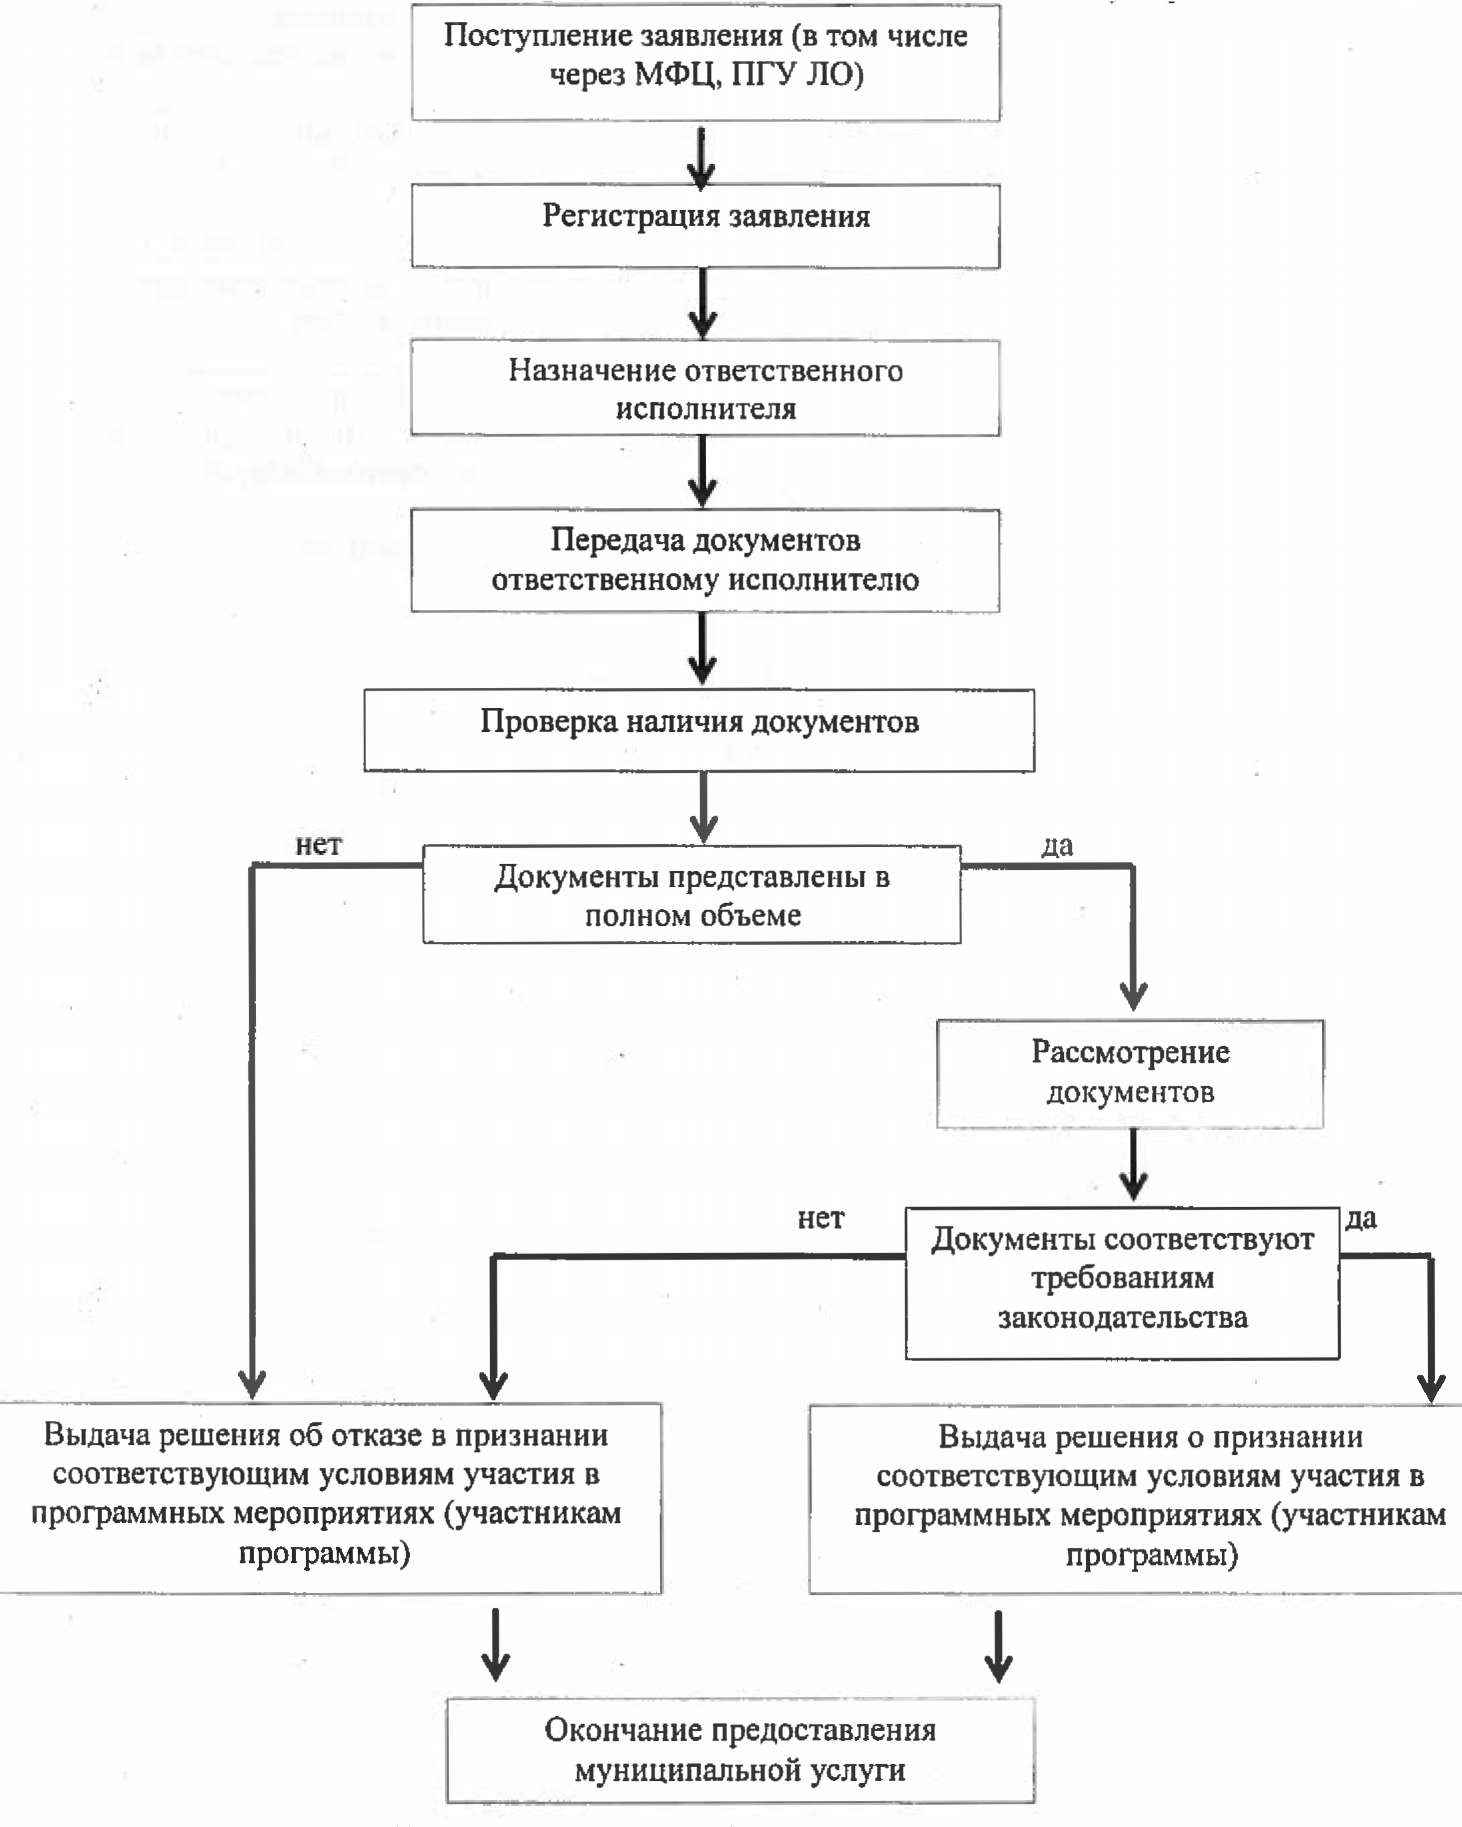 Поступление заявления (в том числе
через МФЦ, ПГУ ЛО)
Регистрация заявления
Назначение ответственного
исполнителя
Передача документов
ответственному исполнителю
Проверка наличия документов
нет
да
Документы представлены в
полном объеме
Рассмотрение
документов
нет
да
Документы соответствуют
требованиям
законодательства
Выдача решения об отказе в признании
соответствующим условиям участия в
программных мероприятиях (участникам
программы)
Выдача решения о признании
соответствующим условиям участия в
программных мероприятиях (участникам
программы)
Окончание предоставления
муниципальной услуги